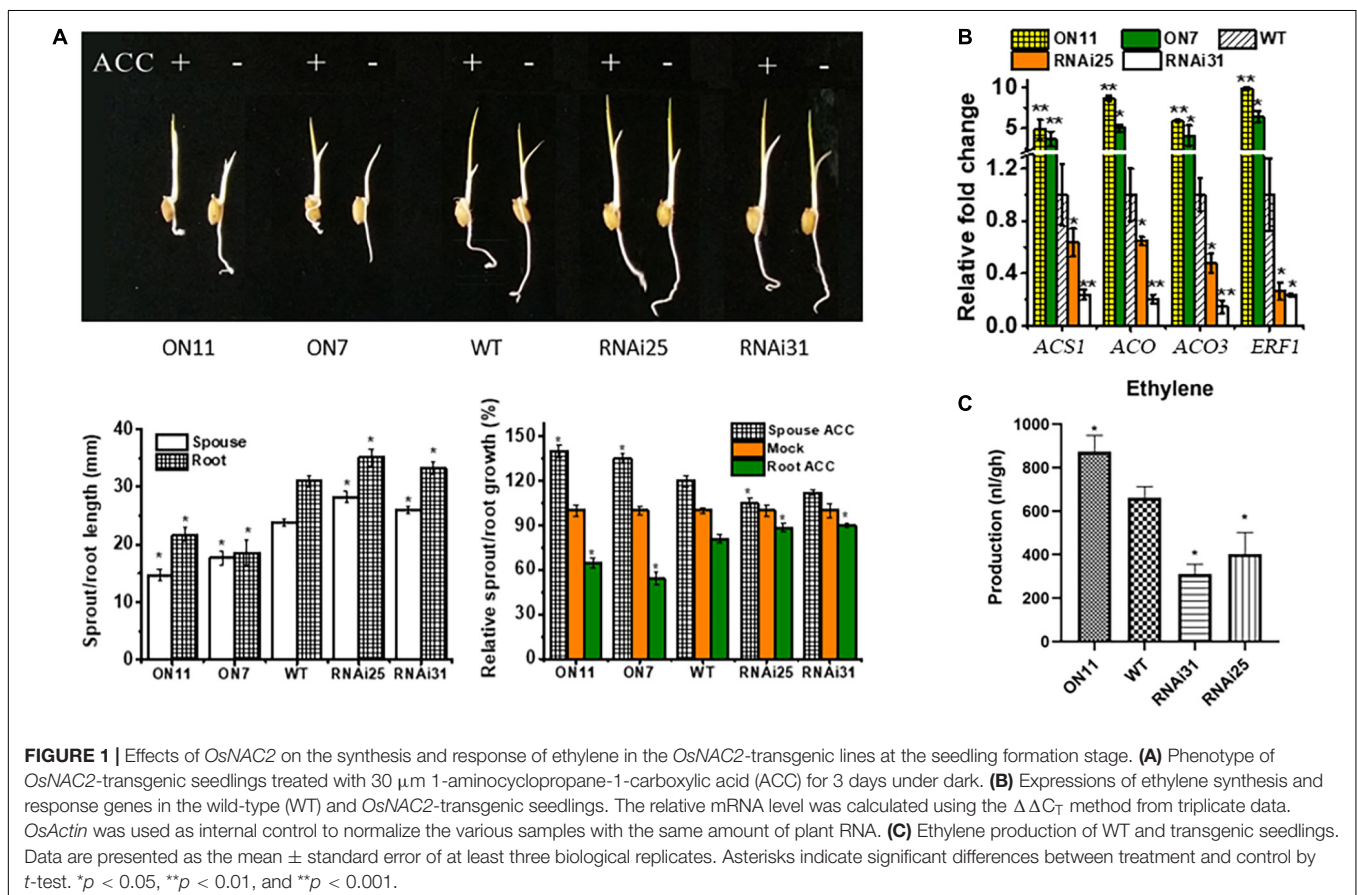 A
ACC + - + - + - + - + -
ON11 ON7 WT RNAi25 RNAi31
B
ON11 ON7 WT
RNAi25 RNAi31
Relative fold change
10
5
1.2
0.8
0.4
0.0
** ** * ** ** * * ** ** * * ** ** * * *
ACS1 ACO ACO3 ERF1
Sprout/root length (mm)
40
30
20
10
0
Spouse
Root
* * * * * * * *
ON11 ON7 WT RNAi25 RNAi31
Relative sprout/root growth (%)
150
120
90
60
30
0
Spouse ACC
Mock
Root ACC
* * * * * * *
ON11 ON7 WT RNAi25 RNAi31
C
Ethylene
Production (nl/gh)
1000
800
600
400
200
0
* * *
ON11 WT RNAi31 RNAi25
FIGURE 1 | Effects of OsNAC2 on the synthesis and response of ethylene in the OsNAC2-transgenic lines at the seedling formation stage. (A) Phenotype of
OsNAC2-transgenic seedlings treated with 30 μm 1-aminocyclopropane-1-carboxylic acid (ACC) for 3 days under dark. (B) Expressions of ethylene synthesis and
response genes in the wild-type (WT) and OsNAC2-transgenic seedlings. The relative mRNA level was calculated using the ΔΔCT method from triplicate data.
OsActin was used as internal control to normalize the various samples with the same amount of plant RNA. (C) Ethylene production of WT and transgenic seedlings.
Data are presented as the mean ± standard error of at least three biological replicates. Asterisks indicate significant differences between treatment and control by
t-test. *p < 0.05, **p < 0.01, and **p < 0.001.